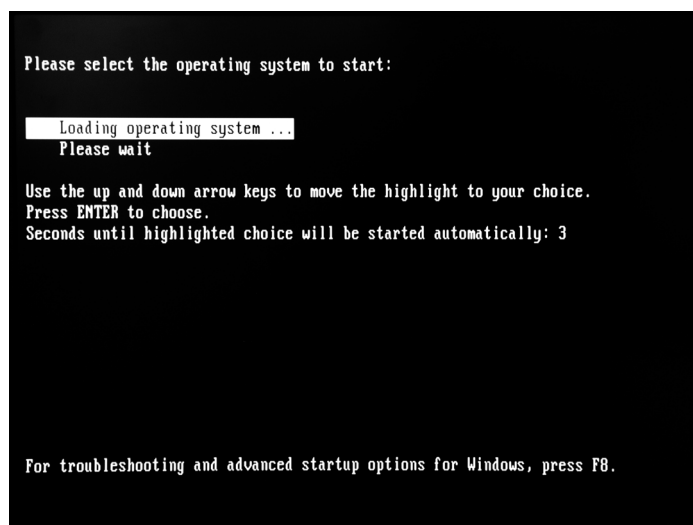 Please select the operating system to start:
Loading operating system ...
Please wait
Use the up and down arrow keys to move the highlight to your choice.
Press ENTER to choose.
Seconds until highlighted choice will be started automatically: 3
For troubleshooting and advanced startup options for Windows, press F8.